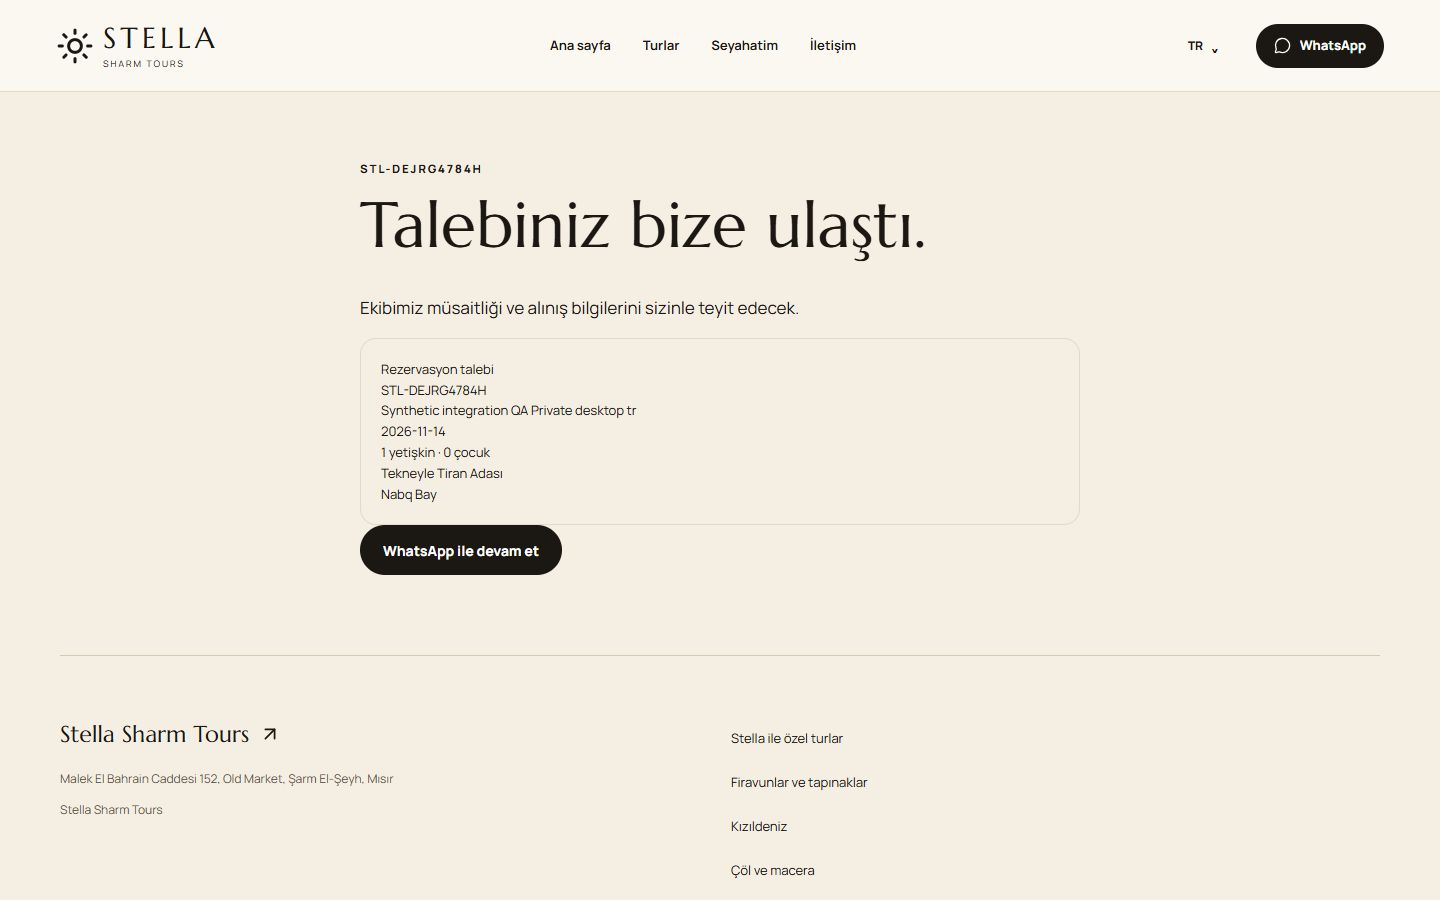 STELLA
SHARM TOURS
Ana sayfa
Turlar
Seyahatim
İletişim
TR
WhatsApp
STL-DEJRG4784H
Talebiniz bize ulaştı.
Ekibimiz müsaitliği ve alınış bilgilerini sizinle teyit edecek.
Rezervasyon talebi
STL-DEJRG4784H
Synthetic integration QA Private desktop tr
2026-11-14
1 yetişkin · 0 çocuk
Tekneyle Tiran Adası
Nabq Bay
WhatsApp ile devam et
Stella Sharm Tours
Malek El Bahrain Caddesi 152, Old Market, Şarm El-Şeyh, Mısır
Stella Sharm Tours
Stella ile özel turlar
Firavunlar ve tapınaklar
Kızıldeniz
Çöl ve macera